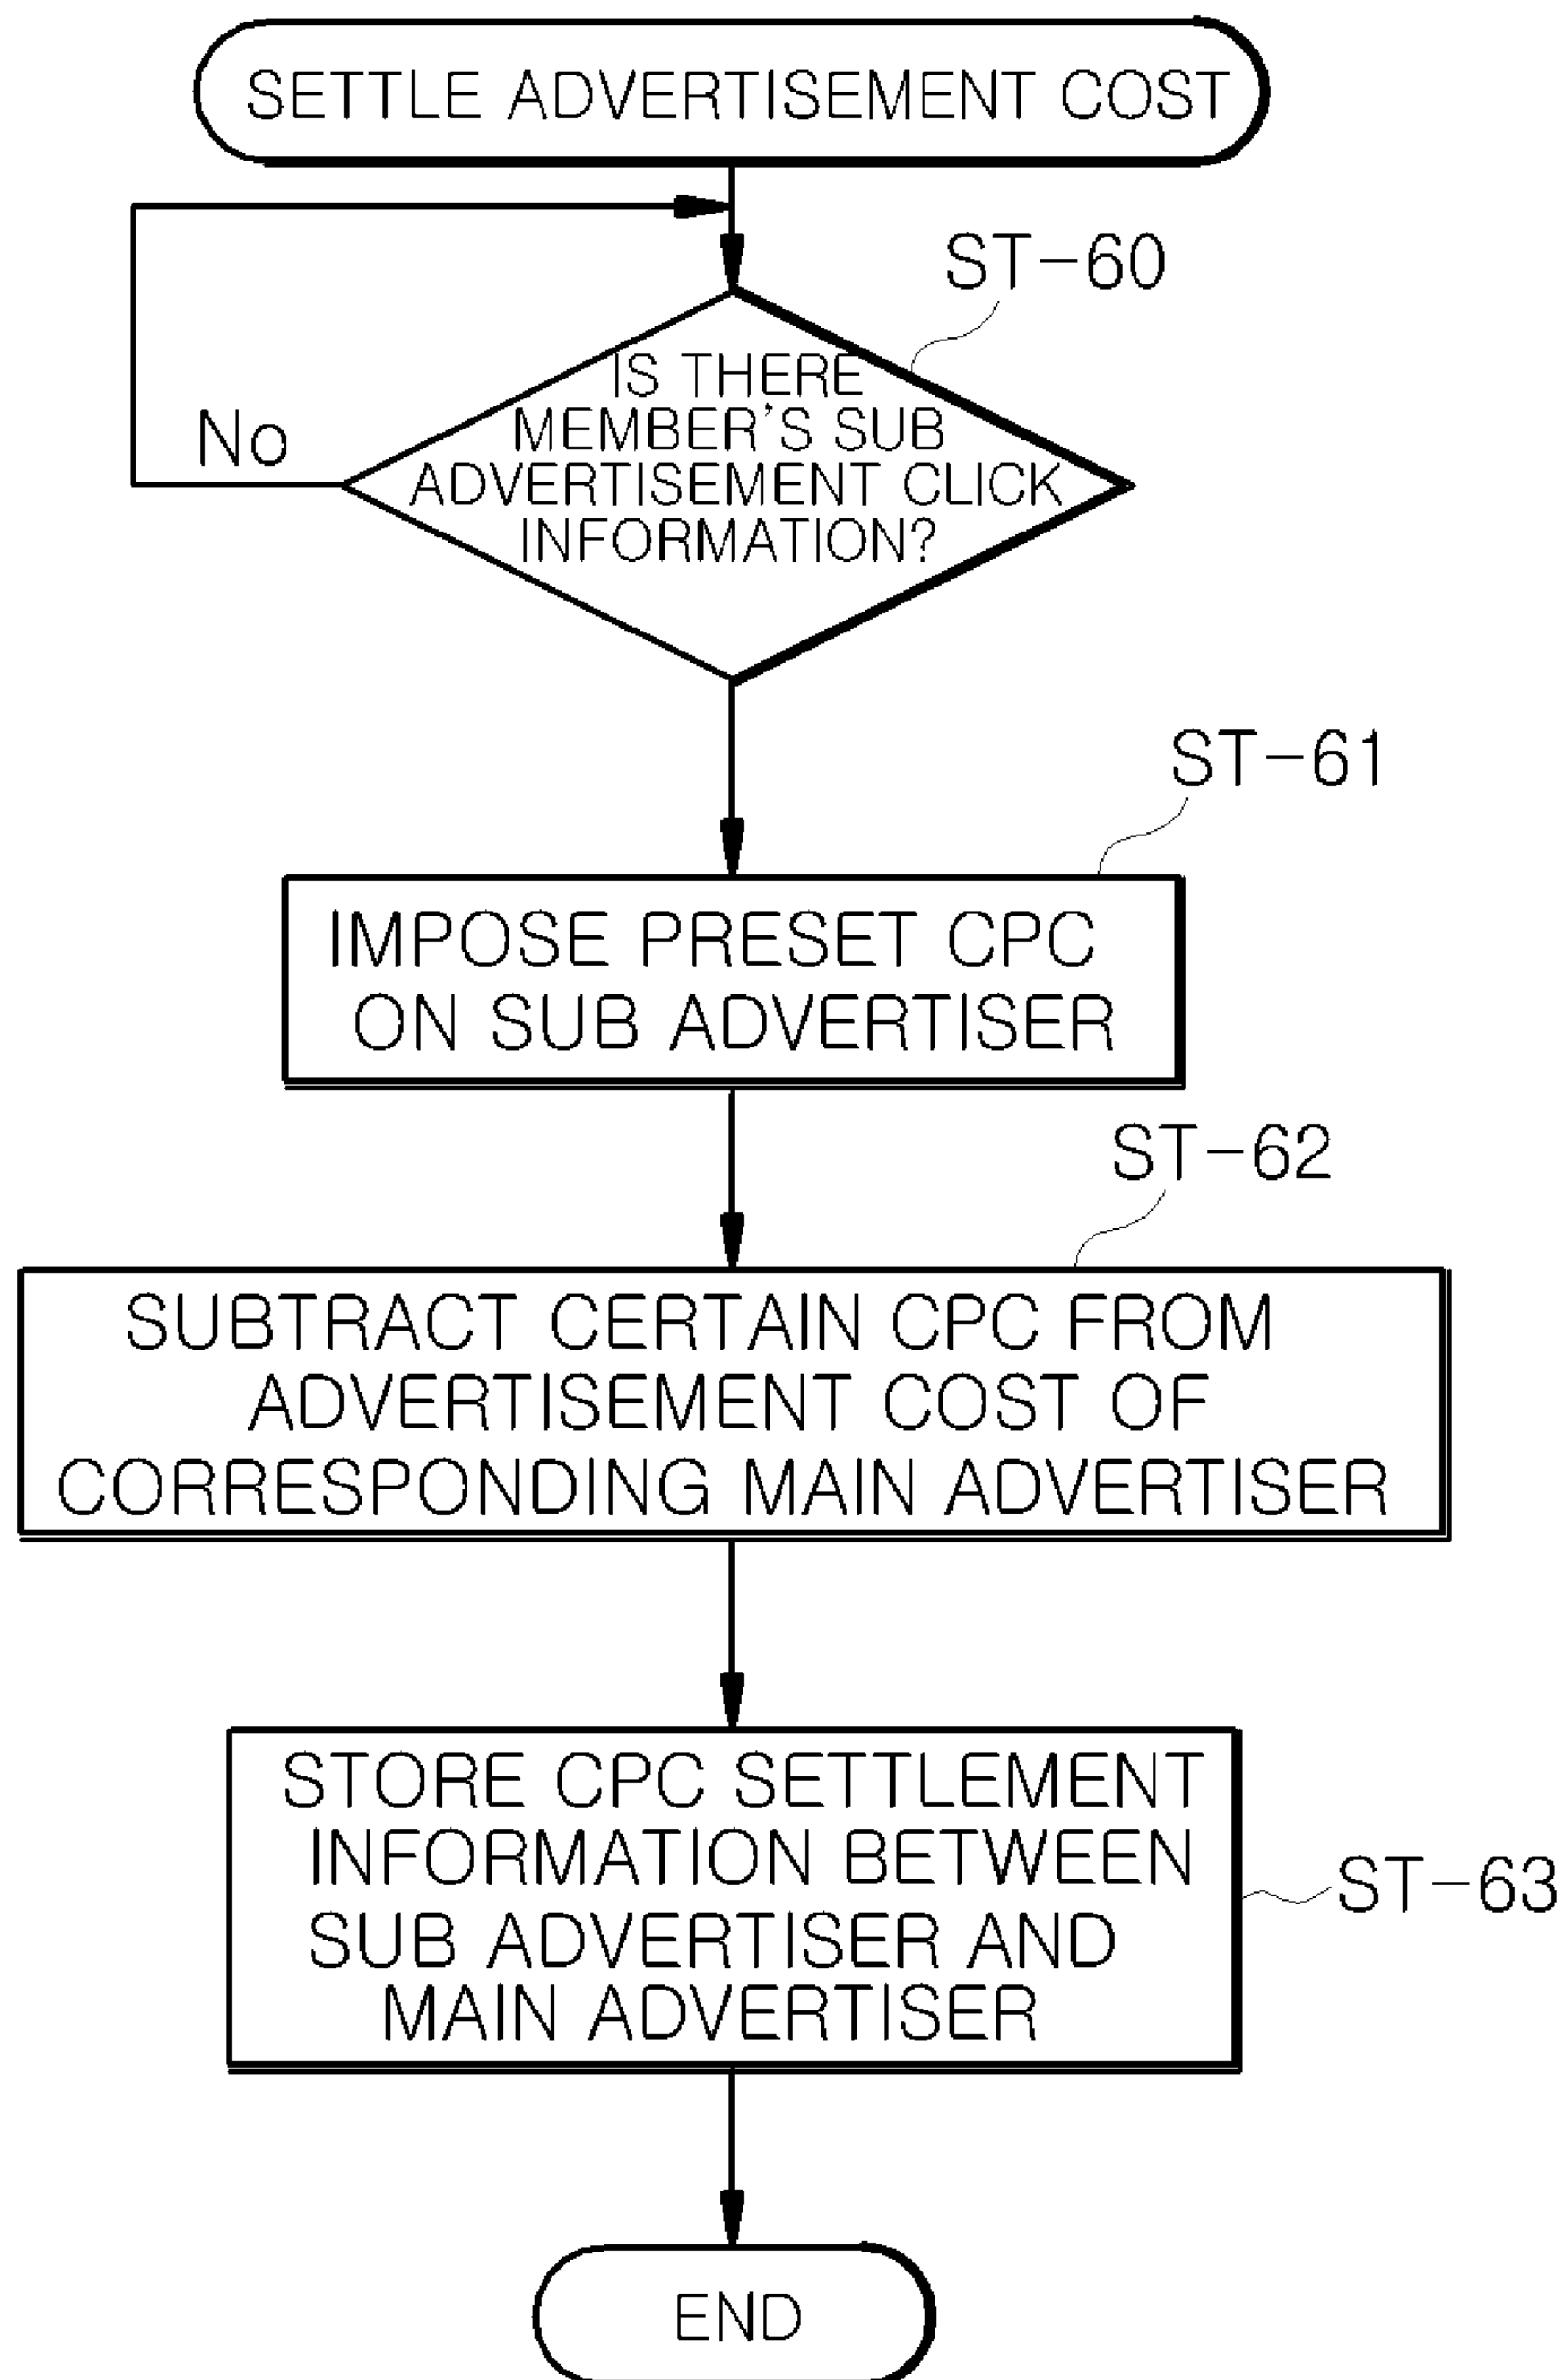 SETTLE ADVERTISEMENT COST
ST-60
IS THERE
MEMBER'S SUB
ADVERTISEMENT CLICK
INFORMATION?
No
ST-61
IMPOSE PRESET CPC
ON SUB ADVERTISER
ST-62
SUBTRACT CERTAIN CPC FROM
ADVERTISEMENT COST OF
CORRESPONDING MAIN ADVERTISER
STORE CPC SETTLEMENT
INFORMATION BETWEEN
SUB ADVERTISER AND
MAIN ADVERTISER
ST-63
END